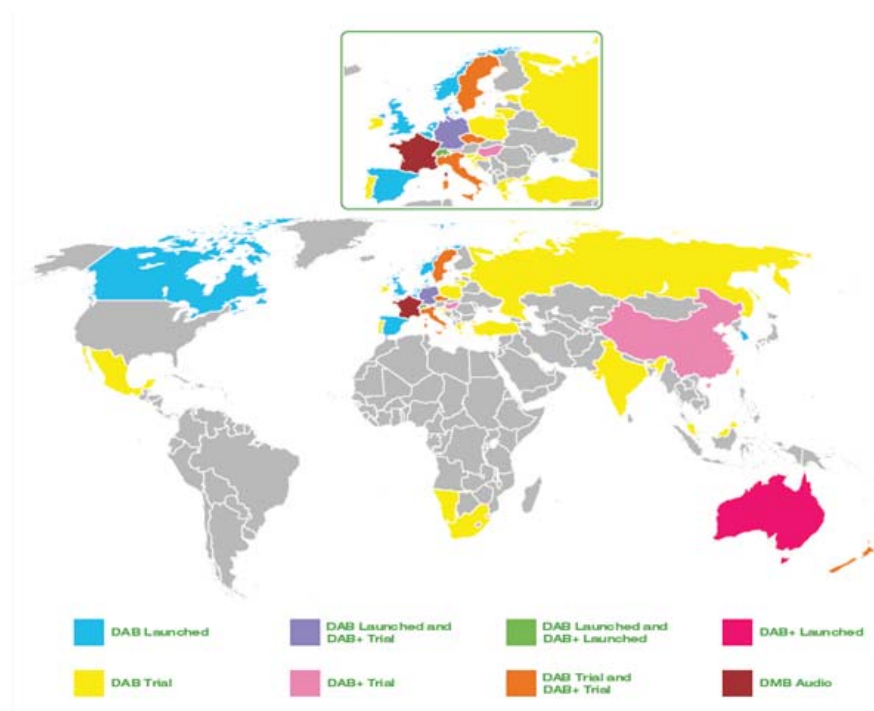 DAB Launched
DAB Launched and
DAB+ Trial
DAB Launched and
DAB+ Launched
DAB+ Launched
DAB Trial
DAB+ Trial
DAB Trial and
DAB+ Trial
DMB Audio